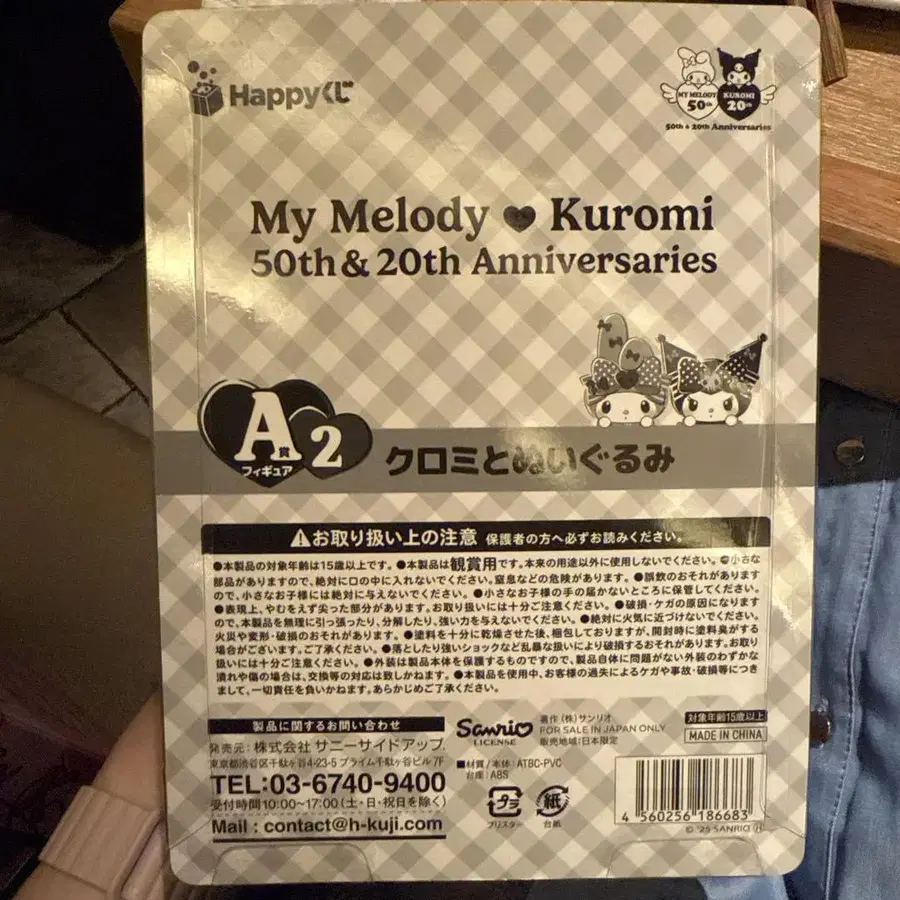 Happyくじ
MY MELODY 50th KUROMI 20th
50th & 20th Anniversaries
My Melody ♥ Kuromi
50th & 20th Anniversaries
A賞 フィギュア 2
クロミとぬいぐるみ
⚠お取り扱い上の注意 保護者の方へ必ずお読みください。
●本製品の対象年齢は15歳以上です。●本製品は観賞用です。本来の用途以外に使用しないでください。●小さな
部品がありますので、絶対に口の中に入れないでください。窒息などの危険があります。●誤飲のおそれがあります
ので、小さなお子様には絶対に与えないでください。●小さなお子様の手の届かないところに保管してください。
●表現上、やむをえず尖った部分があります。お取り扱いには十分ご注意ください。●破損・ケガの原因になります
ので、本製品を無理に引っ張ったり、分解したり、強い力を与えないでください。●絶対に火気に近づけないでください。
火災や変形・破損のおそれがあります。●塗料を十分に乾燥させた後、梱包しておりますが、開封時に塗料臭がする
場合がございます。ご了承ください。●落としたり強いショックなど乱暴な扱いにより破損するおそれがあります。お取り
扱いには十分ご注意ください。●外装は製品本体を保護するものですので、製品自体に問題がない外装のわずかな
潰れや傷の場合は、交換等の対応は致しかねます。●本製品を使用中、お客様の過失によるケガや事故・破損等につき
まして、一切責任を負いかねます。あらかじめご了承ください。
製品に関するお問い合わせ
発売元:株式会社 サニーサイドアップ
東京都渋谷区千駄ヶ谷4-23-5 プライム千駄ヶ谷ビル 7F
TEL:03-6740-9400
受付時間10:00~17:00(土・日・祝日を除く)
Mail : contact@h-kuji.com
Sanrio
LICENSE
著作 (株)サンリオ
FOR SALE IN JAPAN ONLY
販売地域:日本限定
対象年齢15歳以上
MADE IN CHINA
■材質/本体:ATBC-PVC
台座:ABS
プラ
ブリスター
紙
台紙
4 560256 186683
© '25 SANRIO Ⓗ